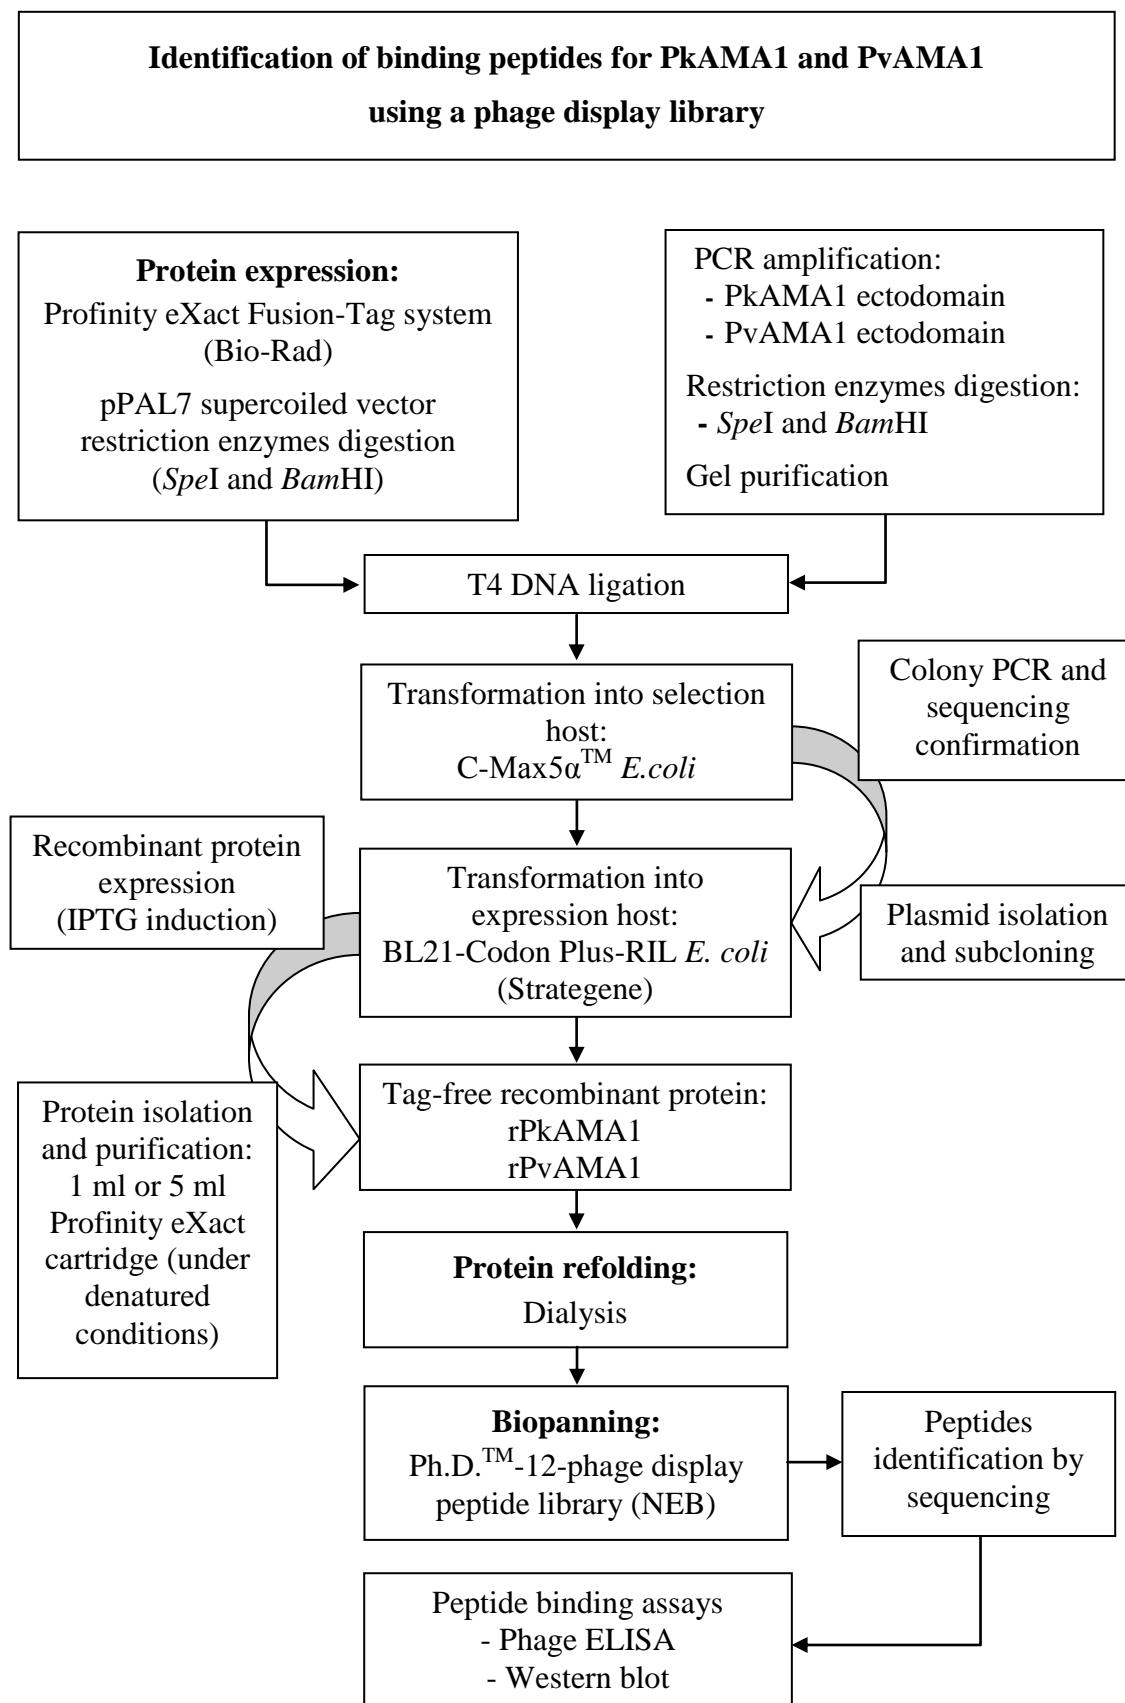 Identification of binding peptides for PkAMA1 and PvAMA1
using a phage display library
Protein expression:
Profinity eXact Fusion-Tag system
(Bio-Rad)
pPAL7 supercoiled vector
restriction enzymes digestion
(SpeI and BamHI)
PCR amplification:
- PkAMA1 ectodomain
- PvAMA1 ectodomain
Restriction enzymes digestion:
- SpeI and BamHI
Gel purification
T4 DNA ligation
Transformation into selection
host:
C-Max5α™ E.coli
Colony PCR and
sequencing
confirmation
Recombinant protein
expression
(IPTG induction)
Transformation into
expression host:
BL21-Codon Plus-RIL E. coli
(Strategene)
Plasmid isolation
and subcloning
Protein isolation
and purification:
1 ml or 5 ml
Profinity eXact
cartridge (under
denatured
conditions)
Tag-free recombinant protein:
rPkAMA1
rPvAMA1
Protein refolding:
Dialysis
Biopanning:
Ph.D.™-12-phage display
peptide library (NEB)
Peptides
identification by
sequencing
Peptide binding assays
- Phage ELISA
- Western blot